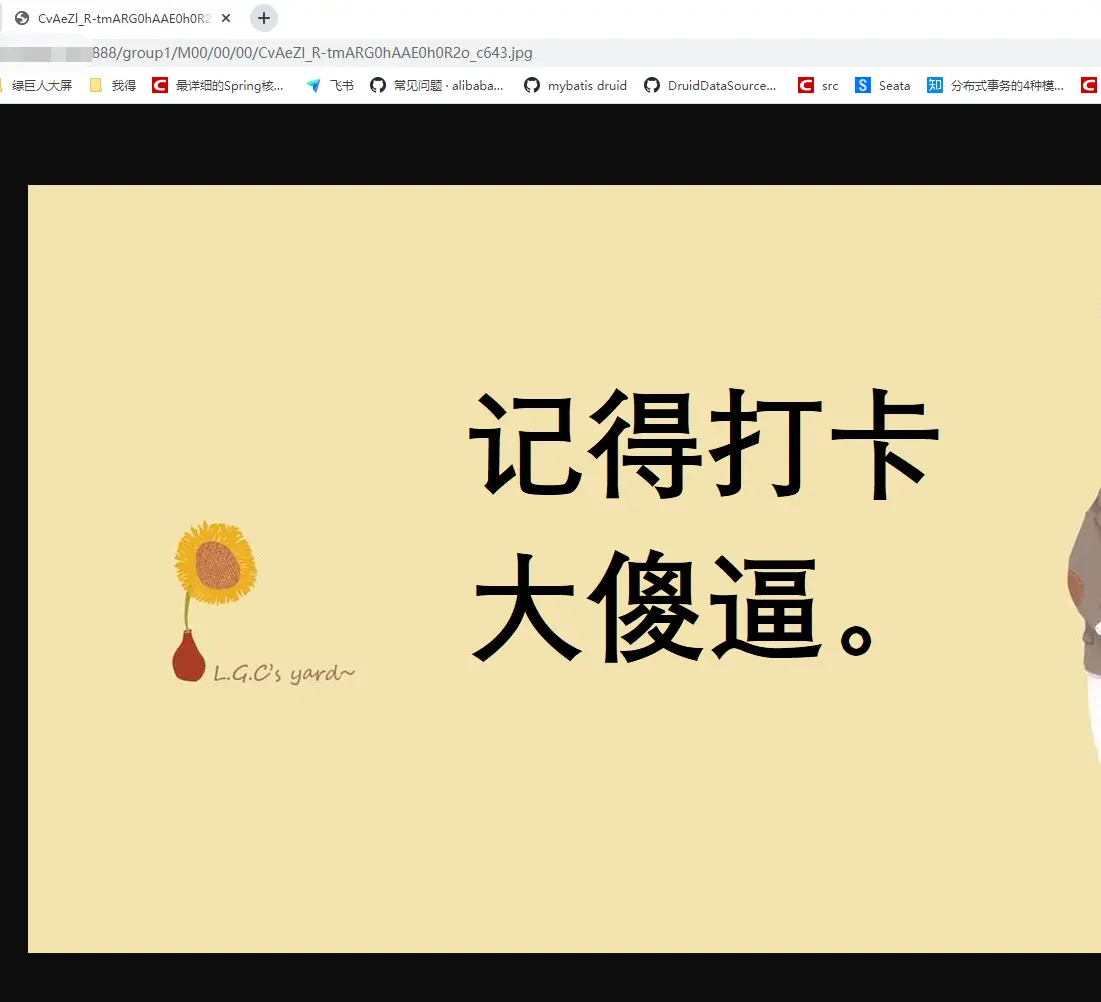 CvAeZl_R-tmARG0hAAE0h0R2
888/group1/M00/00/00/CvAeZl_R-tmARG0hAAE0h0R2o_c643.jpg
绿巨人大屏 我得 最详细的Spring核... 飞书 常见问题 · alibaba... mybatis druid DruidDataSource... src Seata 知 分布式事务的4种模...
记得打卡
大傻逼。
L.G.C's yard~